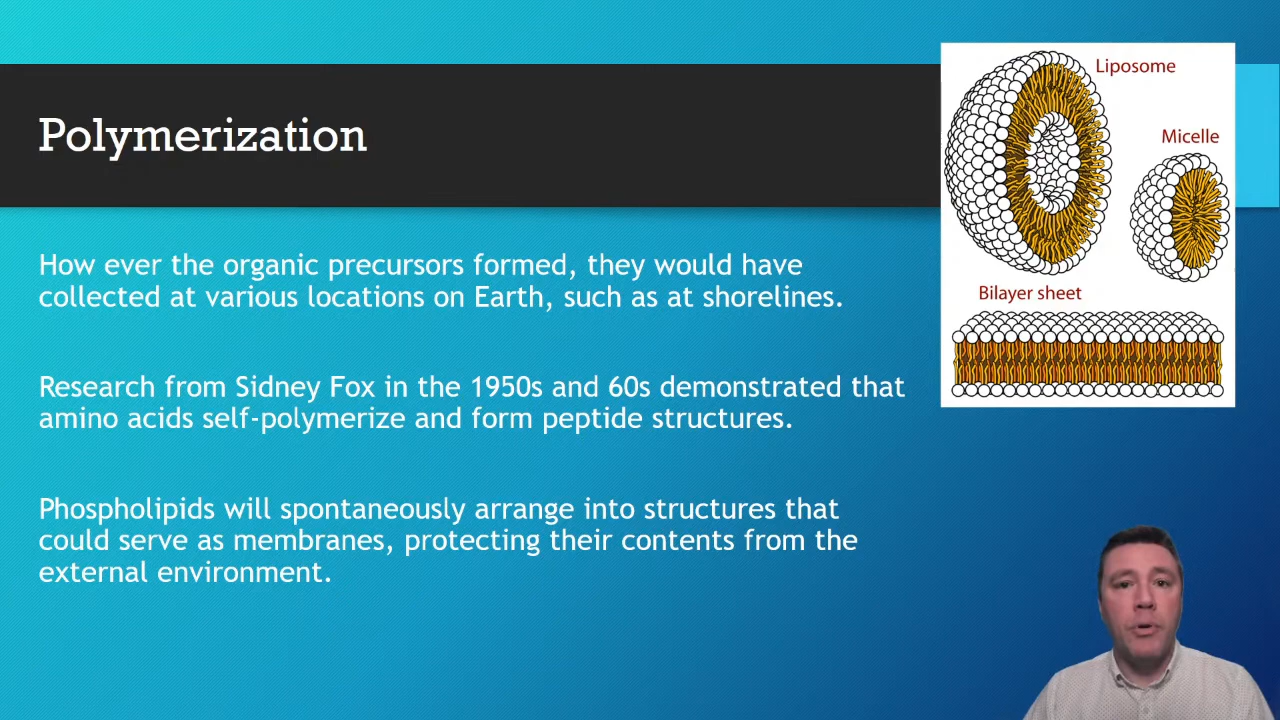 Polymerization
Liposome
Micelle
Bilayer sheet
How ever the organic precursors formed, they would have
collected at various locations on Earth, such as at shorelines.
Research from Sidney Fox in the 1950s and 60s demonstrated that
amino acids self-polymerize and form peptide structures.
Phospholipids will spontaneously arrange into structures that
could serve as membranes, protecting their contents from the
external environment.